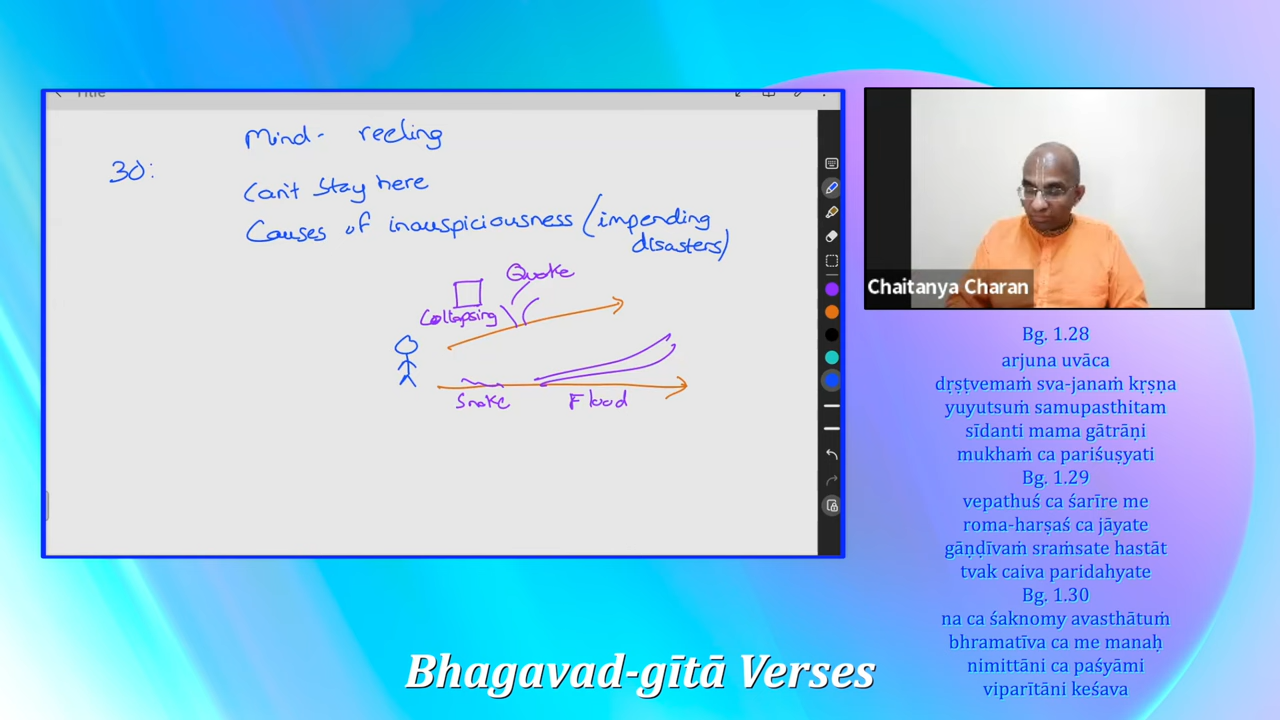 Title
Mind- reeling
30:
Can't stay here
Causes of inauspiciousness (impending
disasters)
Quake
Collapsing
Snake
Flood
Chaitanya Charan
Bg. 1.28
arjuna uvāca
dṛṣṭvemaṁ sva-janaṁ kṛṣṇa
yuyutsuṁ samupasthitam
sīdanti mama gātrāṇi
mukhaṁ ca pariśuṣyati
Bg. 1.29
vepathuś ca śarīre me
roma-harṣaś ca jāyate
gāṇḍīvaṁ sraṁsate hastāt
tvak caiva paridahyate
Bg. 1.30
na ca śaknomy avasthātuṁ
bhramatīva ca me manaḥ
nimittāni ca paśyāmi
viparītāni keśava
Bhagavad-gītā Verses